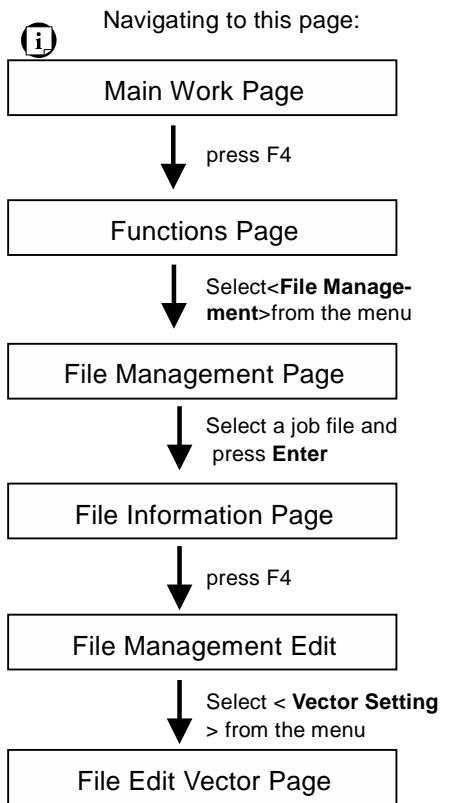 Navigating to this page:
i
Main Work Page
press F4
Functions Page
Select<File Manage-
ment>from the menu
File Management Page
Select a job file and
press Enter
File Information Page
press F4
File Management Edit
Select < Vector Setting
> from the menu
File Edit Vector Page